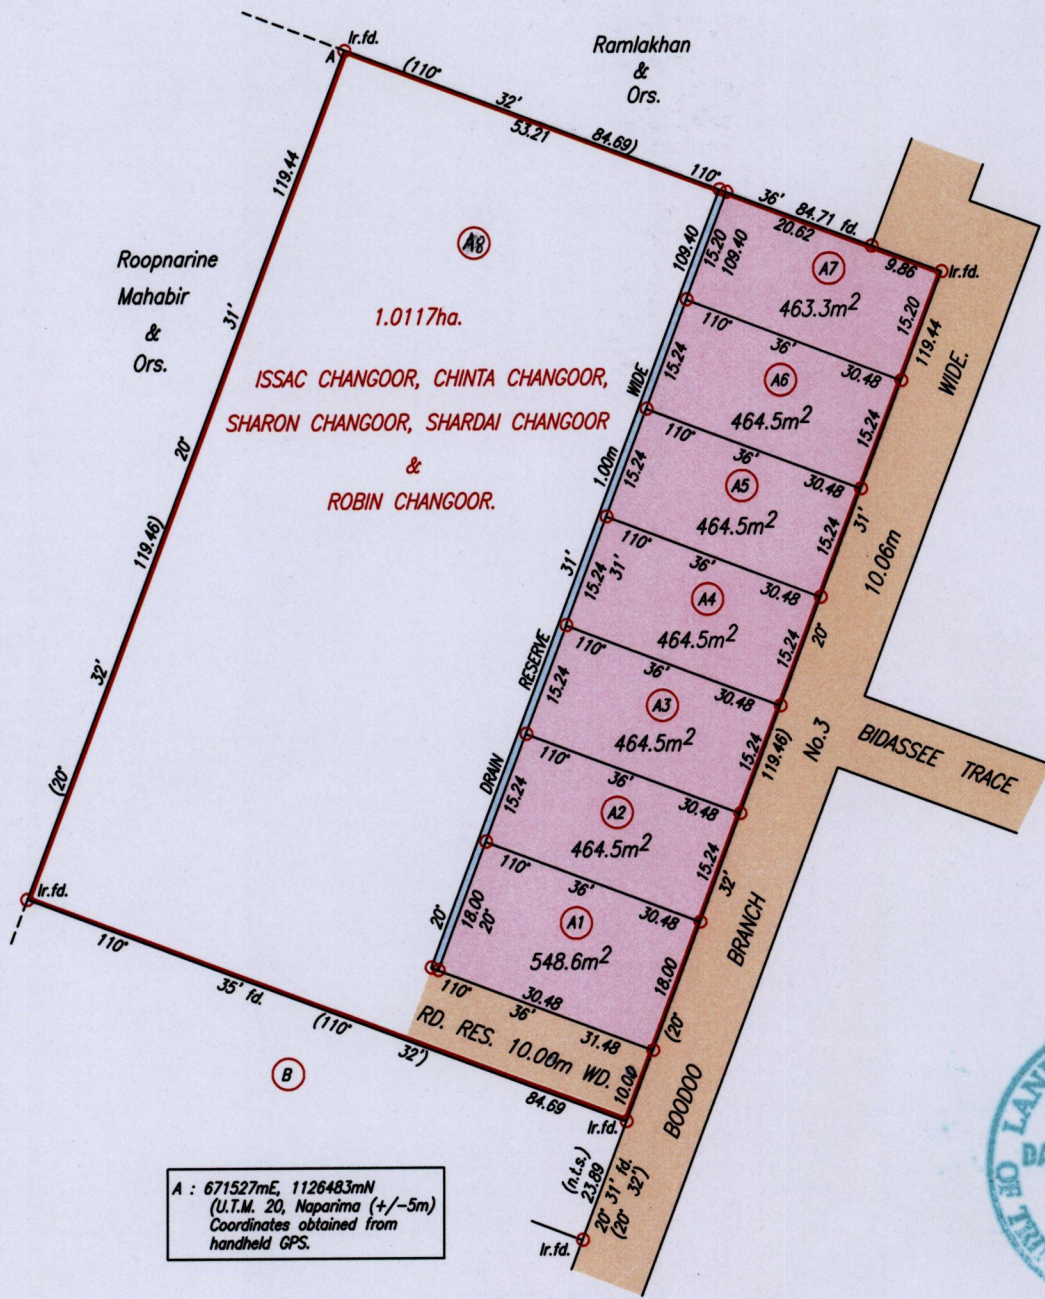 Ir.fd.
A
Ramlakhan
&
Ors.
(110°
32'
53.21
84.69)
110°
36'
84.71 fd.
20.62
9.86
Ir.fd.
119.44
31'
20°
119.46)
32'
(20°
Roopnarine
Mahabir
&
Ors.
1.0117ha.
ISSAC CHANGOOR, CHINTA CHANGOOR,
SHARON CHANGOOR, SHARDAI CHANGOOR
&
ROBIN CHANGOOR.
109.40
15.20
109.40
A7
463.3m²
15.20
119.44
WIDE.
110°
36'
30.48
15.24
A6
464.5m²
15.24
WIDE
110°
36'
30.48
1.00m
15.24
A5
464.5m²
15.24
31'
10.06m
110°
36'
30.48
31'
15.24
31'
A4
464.5m²
15.24
20°
110°
36'
30.48
RESERVE
15.24
A3
464.5m²
15.24
119.46)
No.3
BIDASSEE TRACE
110°
36'
30.48
DRAIN
15.24
A2
464.5m²
15.24
32'
110°
36'
30.48
BRANCH
20°
18.00
20°
A1
548.6m²
18.00
(20°
110°
30.48
36'
31.48
RD. RES. 10.00m WD.
10.00
BOODOO
Ir.fd.
110°
35' fd.
(110°
32')
84.69
Ir.fd.
B
(n.t.s.)
23.89
20° 31' fd.
(20° 32')
Ir.fd.
A : 671527mE, 1126483mN
(U.T.M. 20, Naparima (+/-5m)
Coordinates obtained from
handheld GPS.